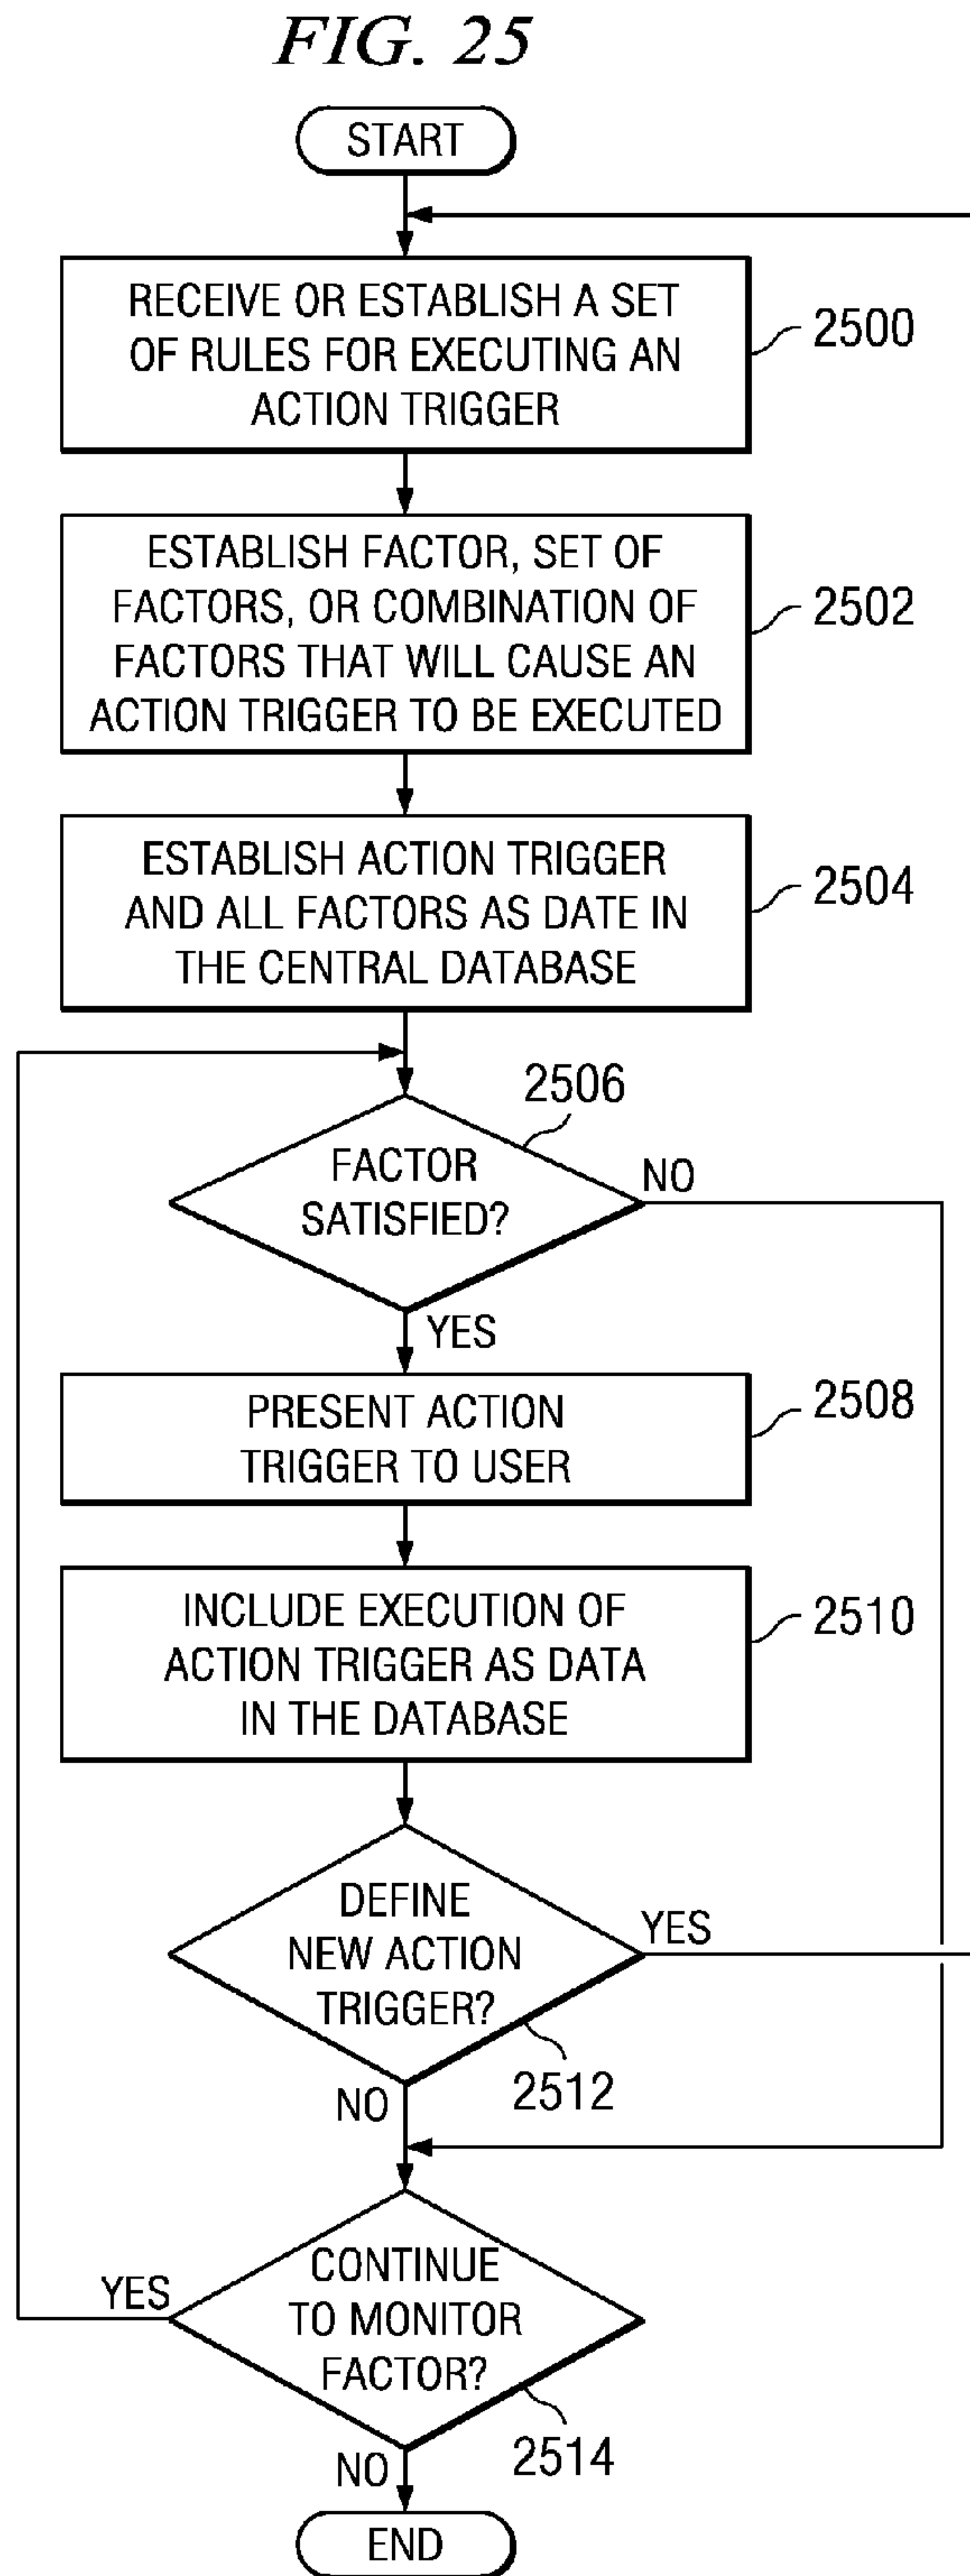 FIG. 25
START
RECEIVE OR ESTABLISH A SET
OF RULES FOR EXECUTING AN
ACTION TRIGGER
2500
ESTABLISH FACTOR, SET OF
FACTORS, OR COMBINATION OF
FACTORS THAT WILL CAUSE AN
ACTION TRIGGER TO BE EXECUTED
2502
ESTABLISH ACTION TRIGGER
AND ALL FACTORS AS DATE IN
THE CENTRAL DATABASE
2504
2506
FACTOR
SATISFIED?
NO
YES
PRESENT ACTION
TRIGGER TO USER
2508
INCLUDE EXECUTION OF
ACTION TRIGGER AS DATA
IN THE DATABASE
2510
DEFINE
NEW ACTION
TRIGGER?
YES
2512
NO
CONTINUE
TO MONITOR
FACTOR?
YES
2514
NO
END